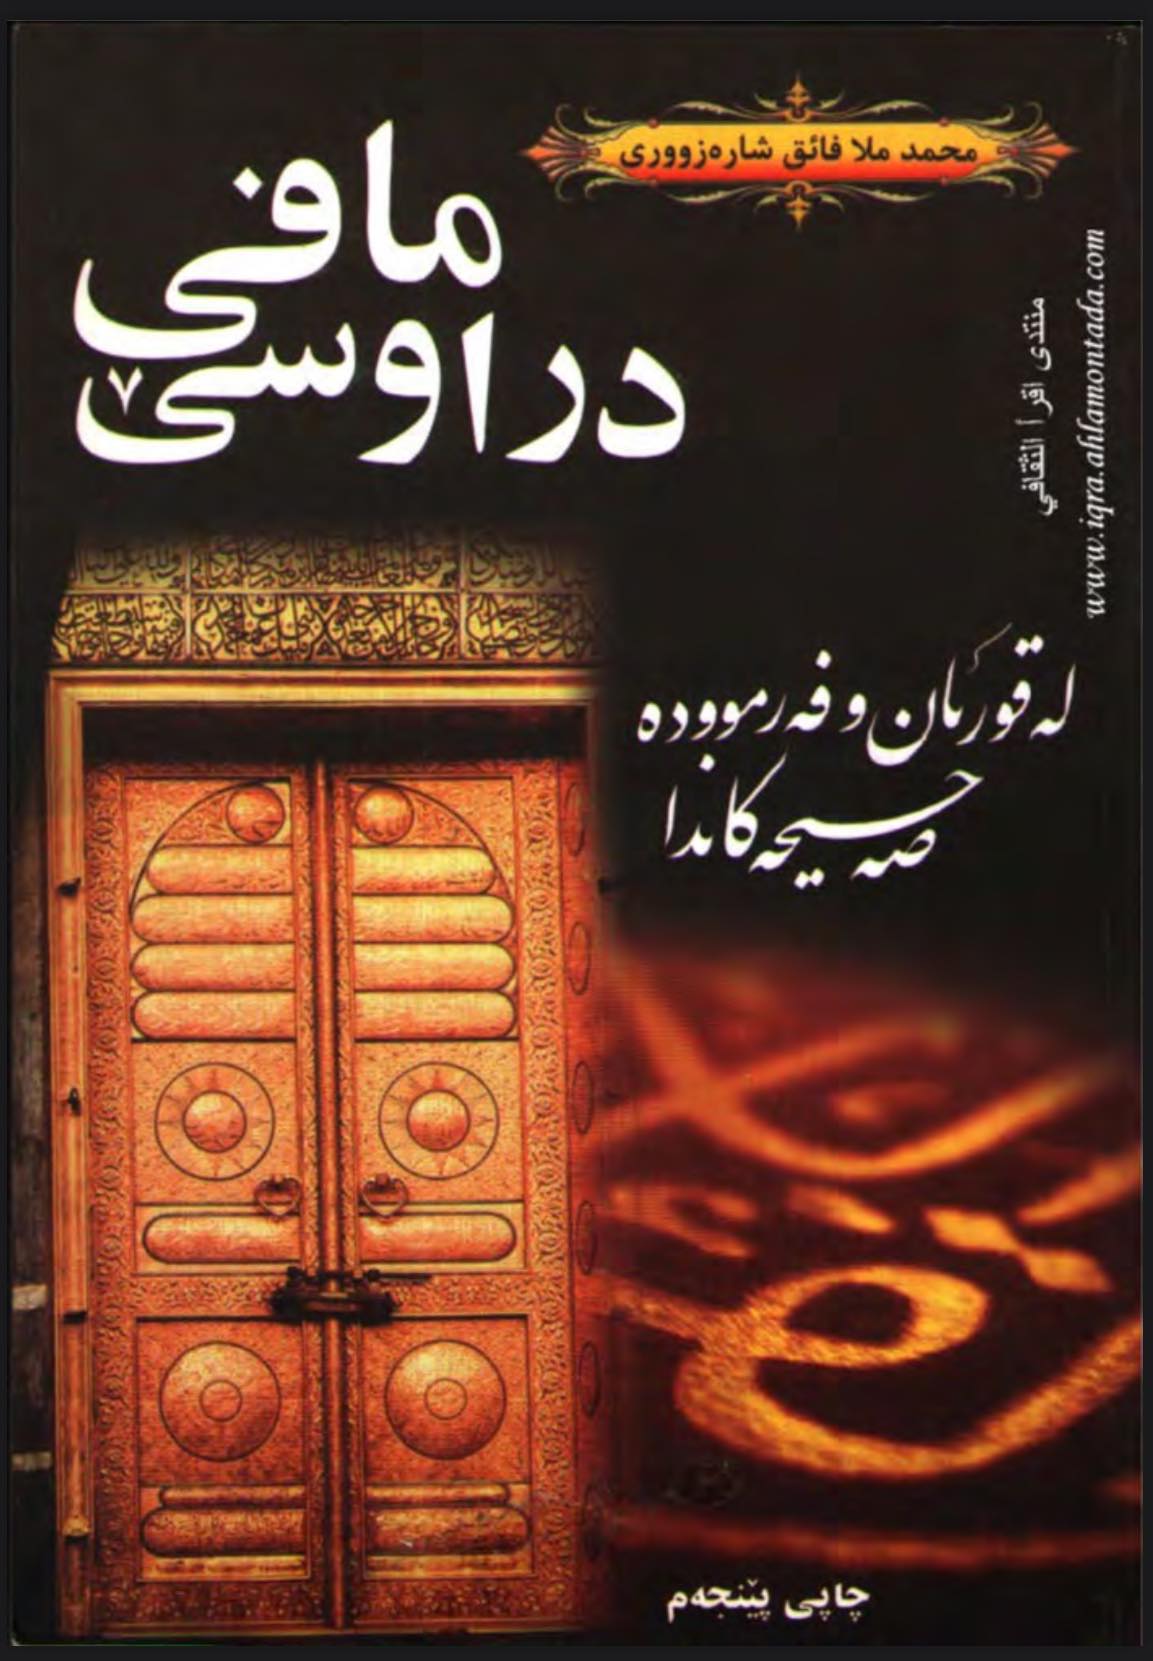 محمد ملا فائق شارەزووری
مافی
دراوسێ
منتدى اقرأ الثقافي
www.iqra.ahlamontada.com
لە قورئان و فەرموودە
صەحیحەکاندا
چاپی پێنجەم